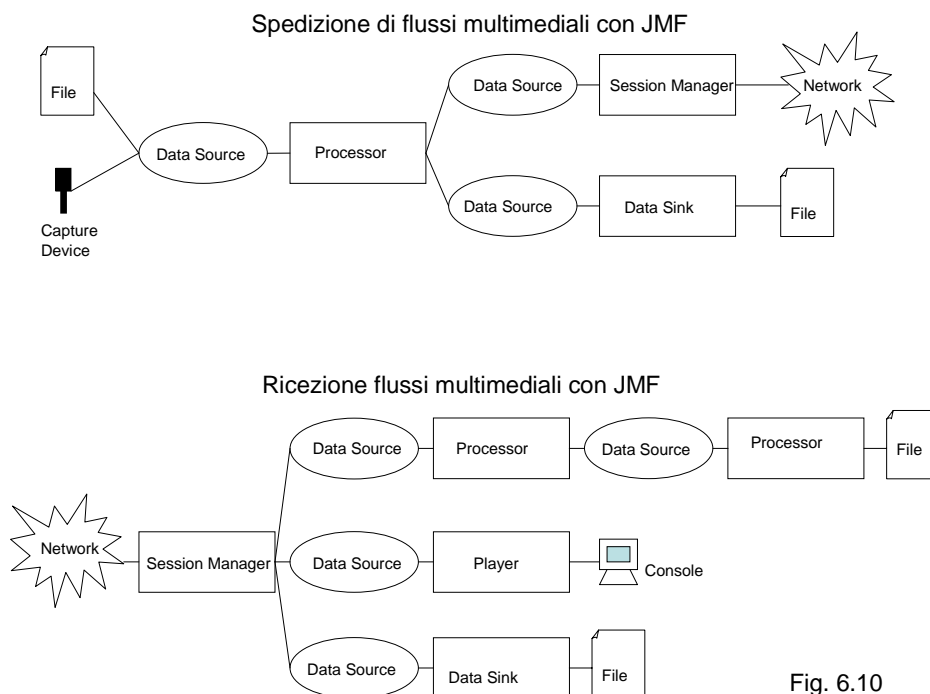 Spedizione di flussi multimediali con JMF
File
Data Source
Session Manager
Network
Data Source
Processor
Capture
Device
Data Source
Data Sink
File
Ricezione flussi multimediali con JMF
Data Source
Processor
Data Source
Processor
File
Network
Session Manager
Data Source
Player
Console
Data Source
Data Sink
File
Fig. 6.10